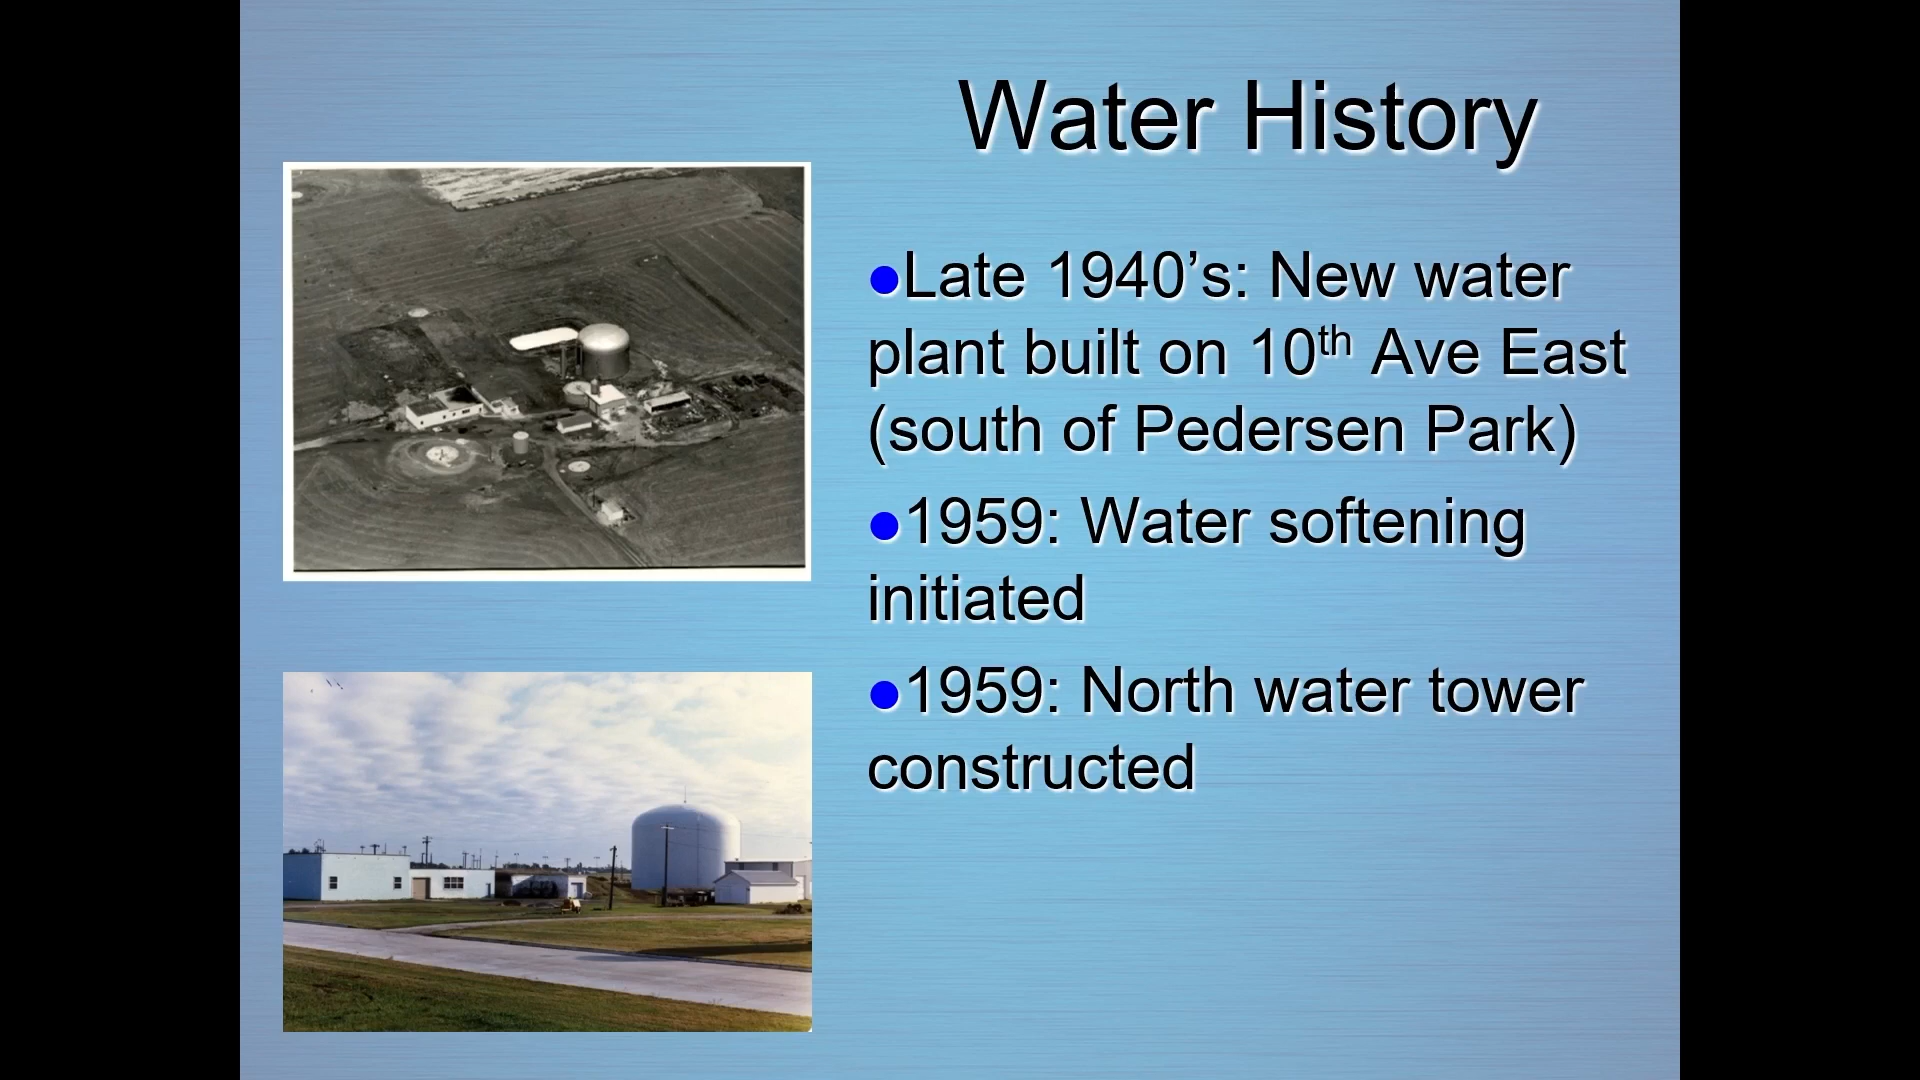 Water History
●Late 1940’s: New water
plant built on 10th Ave East
(south of Pedersen Park)
●1959: Water softening
initiated
●1959: North water tower
constructed